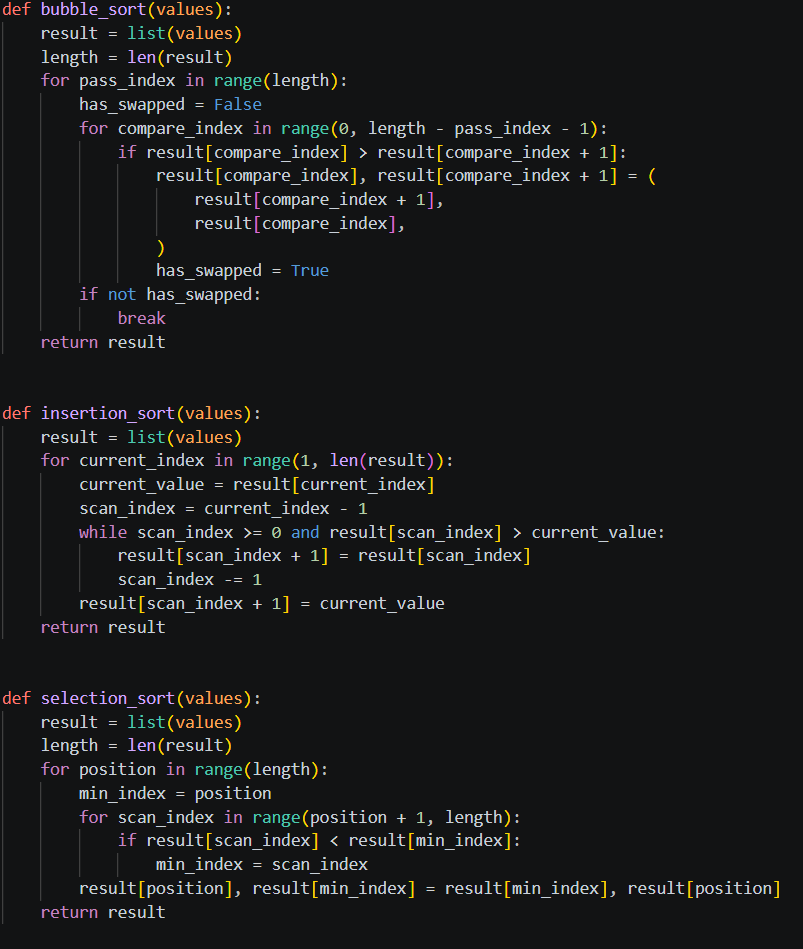 def bubble_sort(values):
    result = list(values)
    length = len(result)
    for pass_index in range(length):
        has_swapped = False
        for compare_index in range(0, length - pass_index - 1):
            if result[compare_index] > result[compare_index + 1]:
                result[compare_index], result[compare_index + 1] = (
                    result[compare_index + 1],
                    result[compare_index],
                )
                has_swapped = True
        if not has_swapped:
            break
    return result


def insertion_sort(values):
    result = list(values)
    for current_index in range(1, len(result)):
        current_value = result[current_index]
        scan_index = current_index - 1
        while scan_index >= 0 and result[scan_index] > current_value:
            result[scan_index + 1] = result[scan_index]
            scan_index -= 1
        result[scan_index + 1] = current_value
    return result


def selection_sort(values):
    result = list(values)
    length = len(result)
    for position in range(length):
        min_index = position
        for scan_index in range(position + 1, length):
            if result[scan_index] < result[min_index]:
                min_index = scan_index
        result[position], result[min_index] = result[min_index], result[position]
    return result